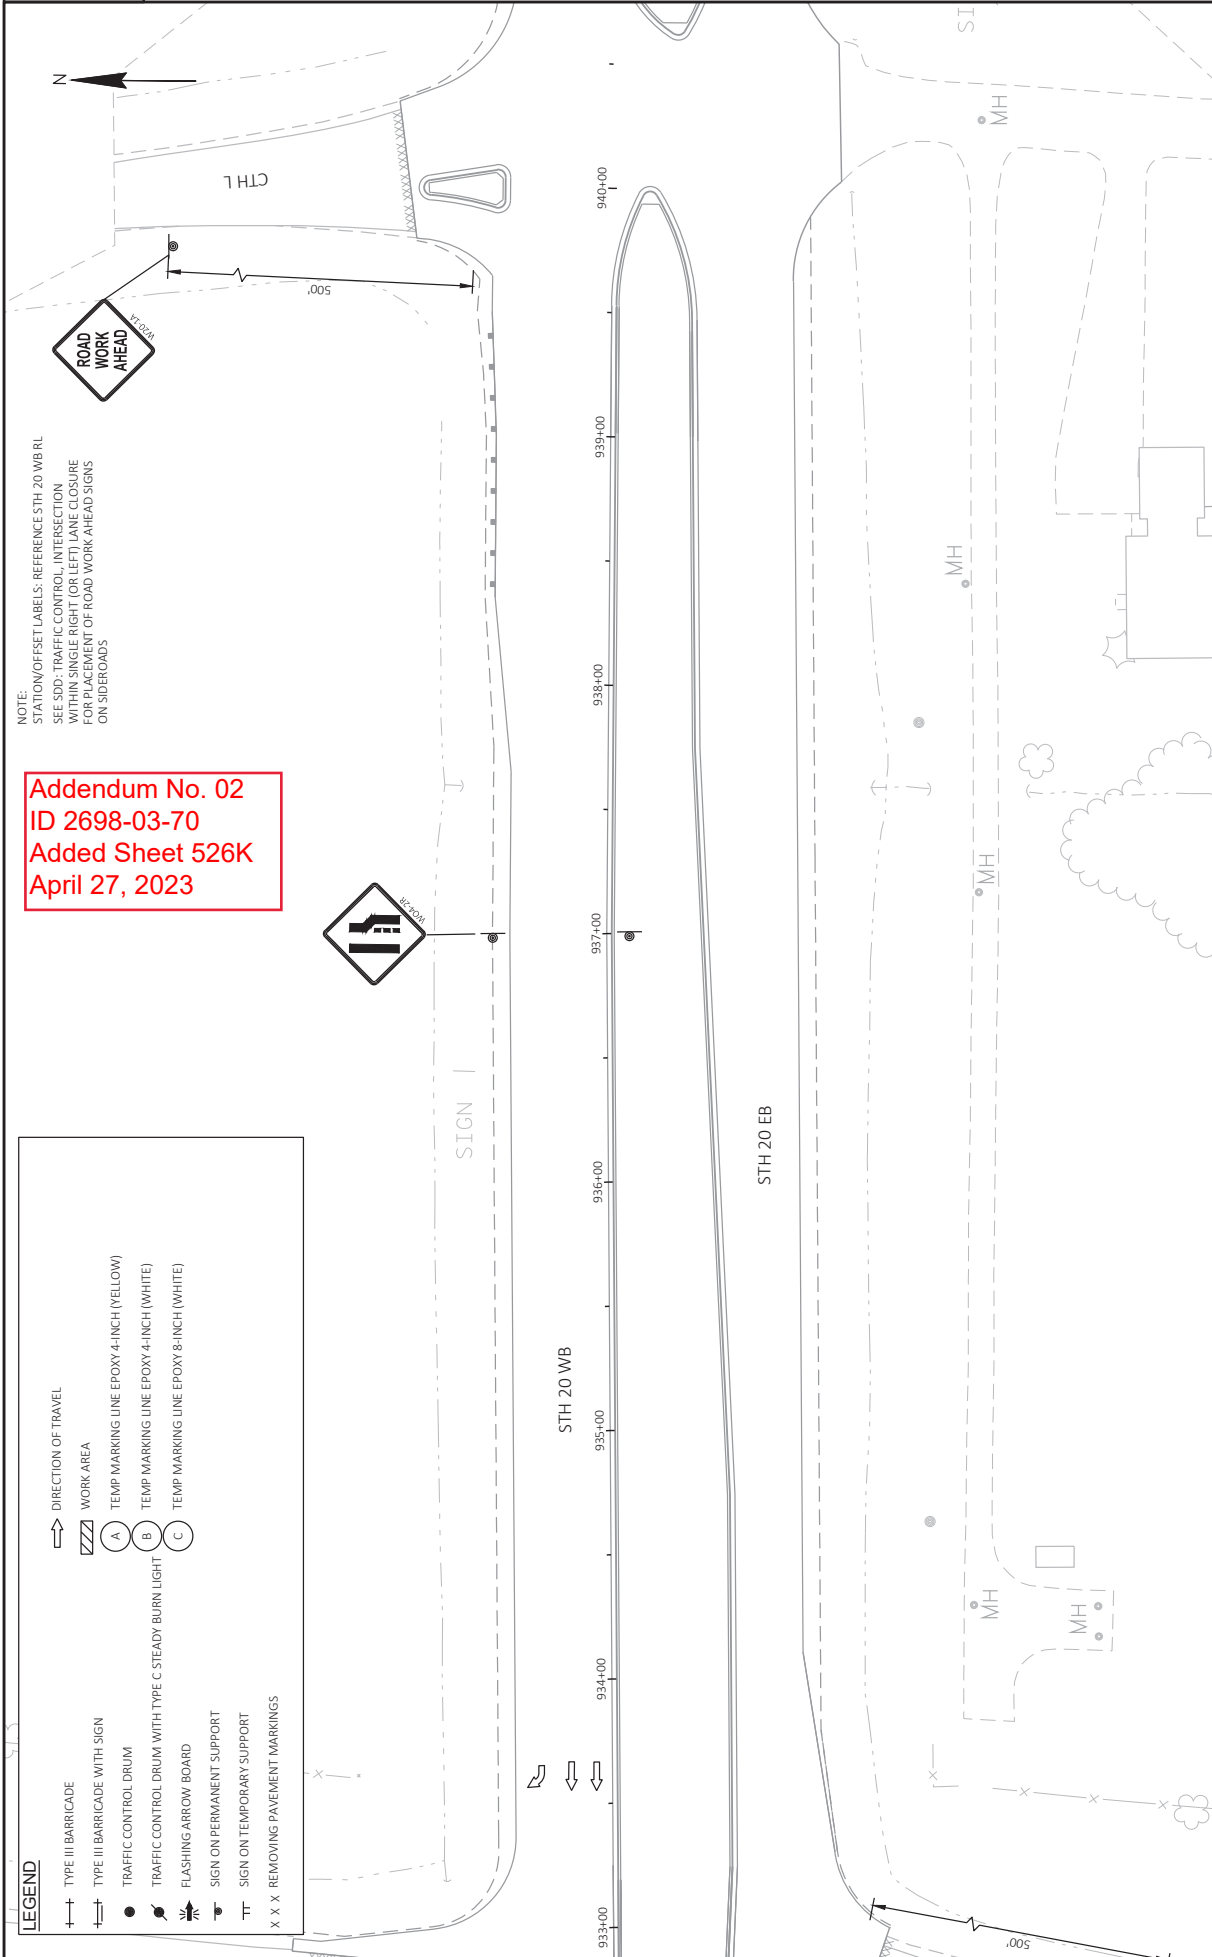 N
CTH L
500'
ROAD
WORK
AHEAD
W20-1A
NOTE:
STATION/OFFSET LABELS: REFERENCE STH 20 WB RL
SEE SDD: TRAFFIC CONTROL, INTERSECTION
WITHIN SINGLE RIGHT (OR LEFT) LANE CLOSURE
FOR PLACEMENT OF ROAD WORK AHEAD SIGNS
ON SIDEROADS
Addendum No. 02
ID 2698-03-70
Added Sheet 526K
April 27, 2023
W04-2R
SIGN
LEGEND
TYPE III BARRICADE
TYPE III BARRICADE WITH SIGN
TRAFFIC CONTROL DRUM
TRAFFIC CONTROL DRUM WITH TYPE C STEADY BURN LIGHT
FLASHING ARROW BOARD
SIGN ON PERMANENT SUPPORT
SIGN ON TEMPORARY SUPPORT
X X X REMOVING PAVEMENT MARKINGS
DIRECTION OF TRAVEL
WORK AREA
A TEMP MARKING LINE EPOXY 4-INCH (YELLOW)
B TEMP MARKING LINE EPOXY 4-INCH (WHITE)
C TEMP MARKING LINE EPOXY 8-INCH (WHITE)
STH 20 WB
933+00
934+00
935+00
936+00
937+00
938+00
939+00
940+00
STH 20 EB
MH
MH
MH
MH
MH
SI
500'